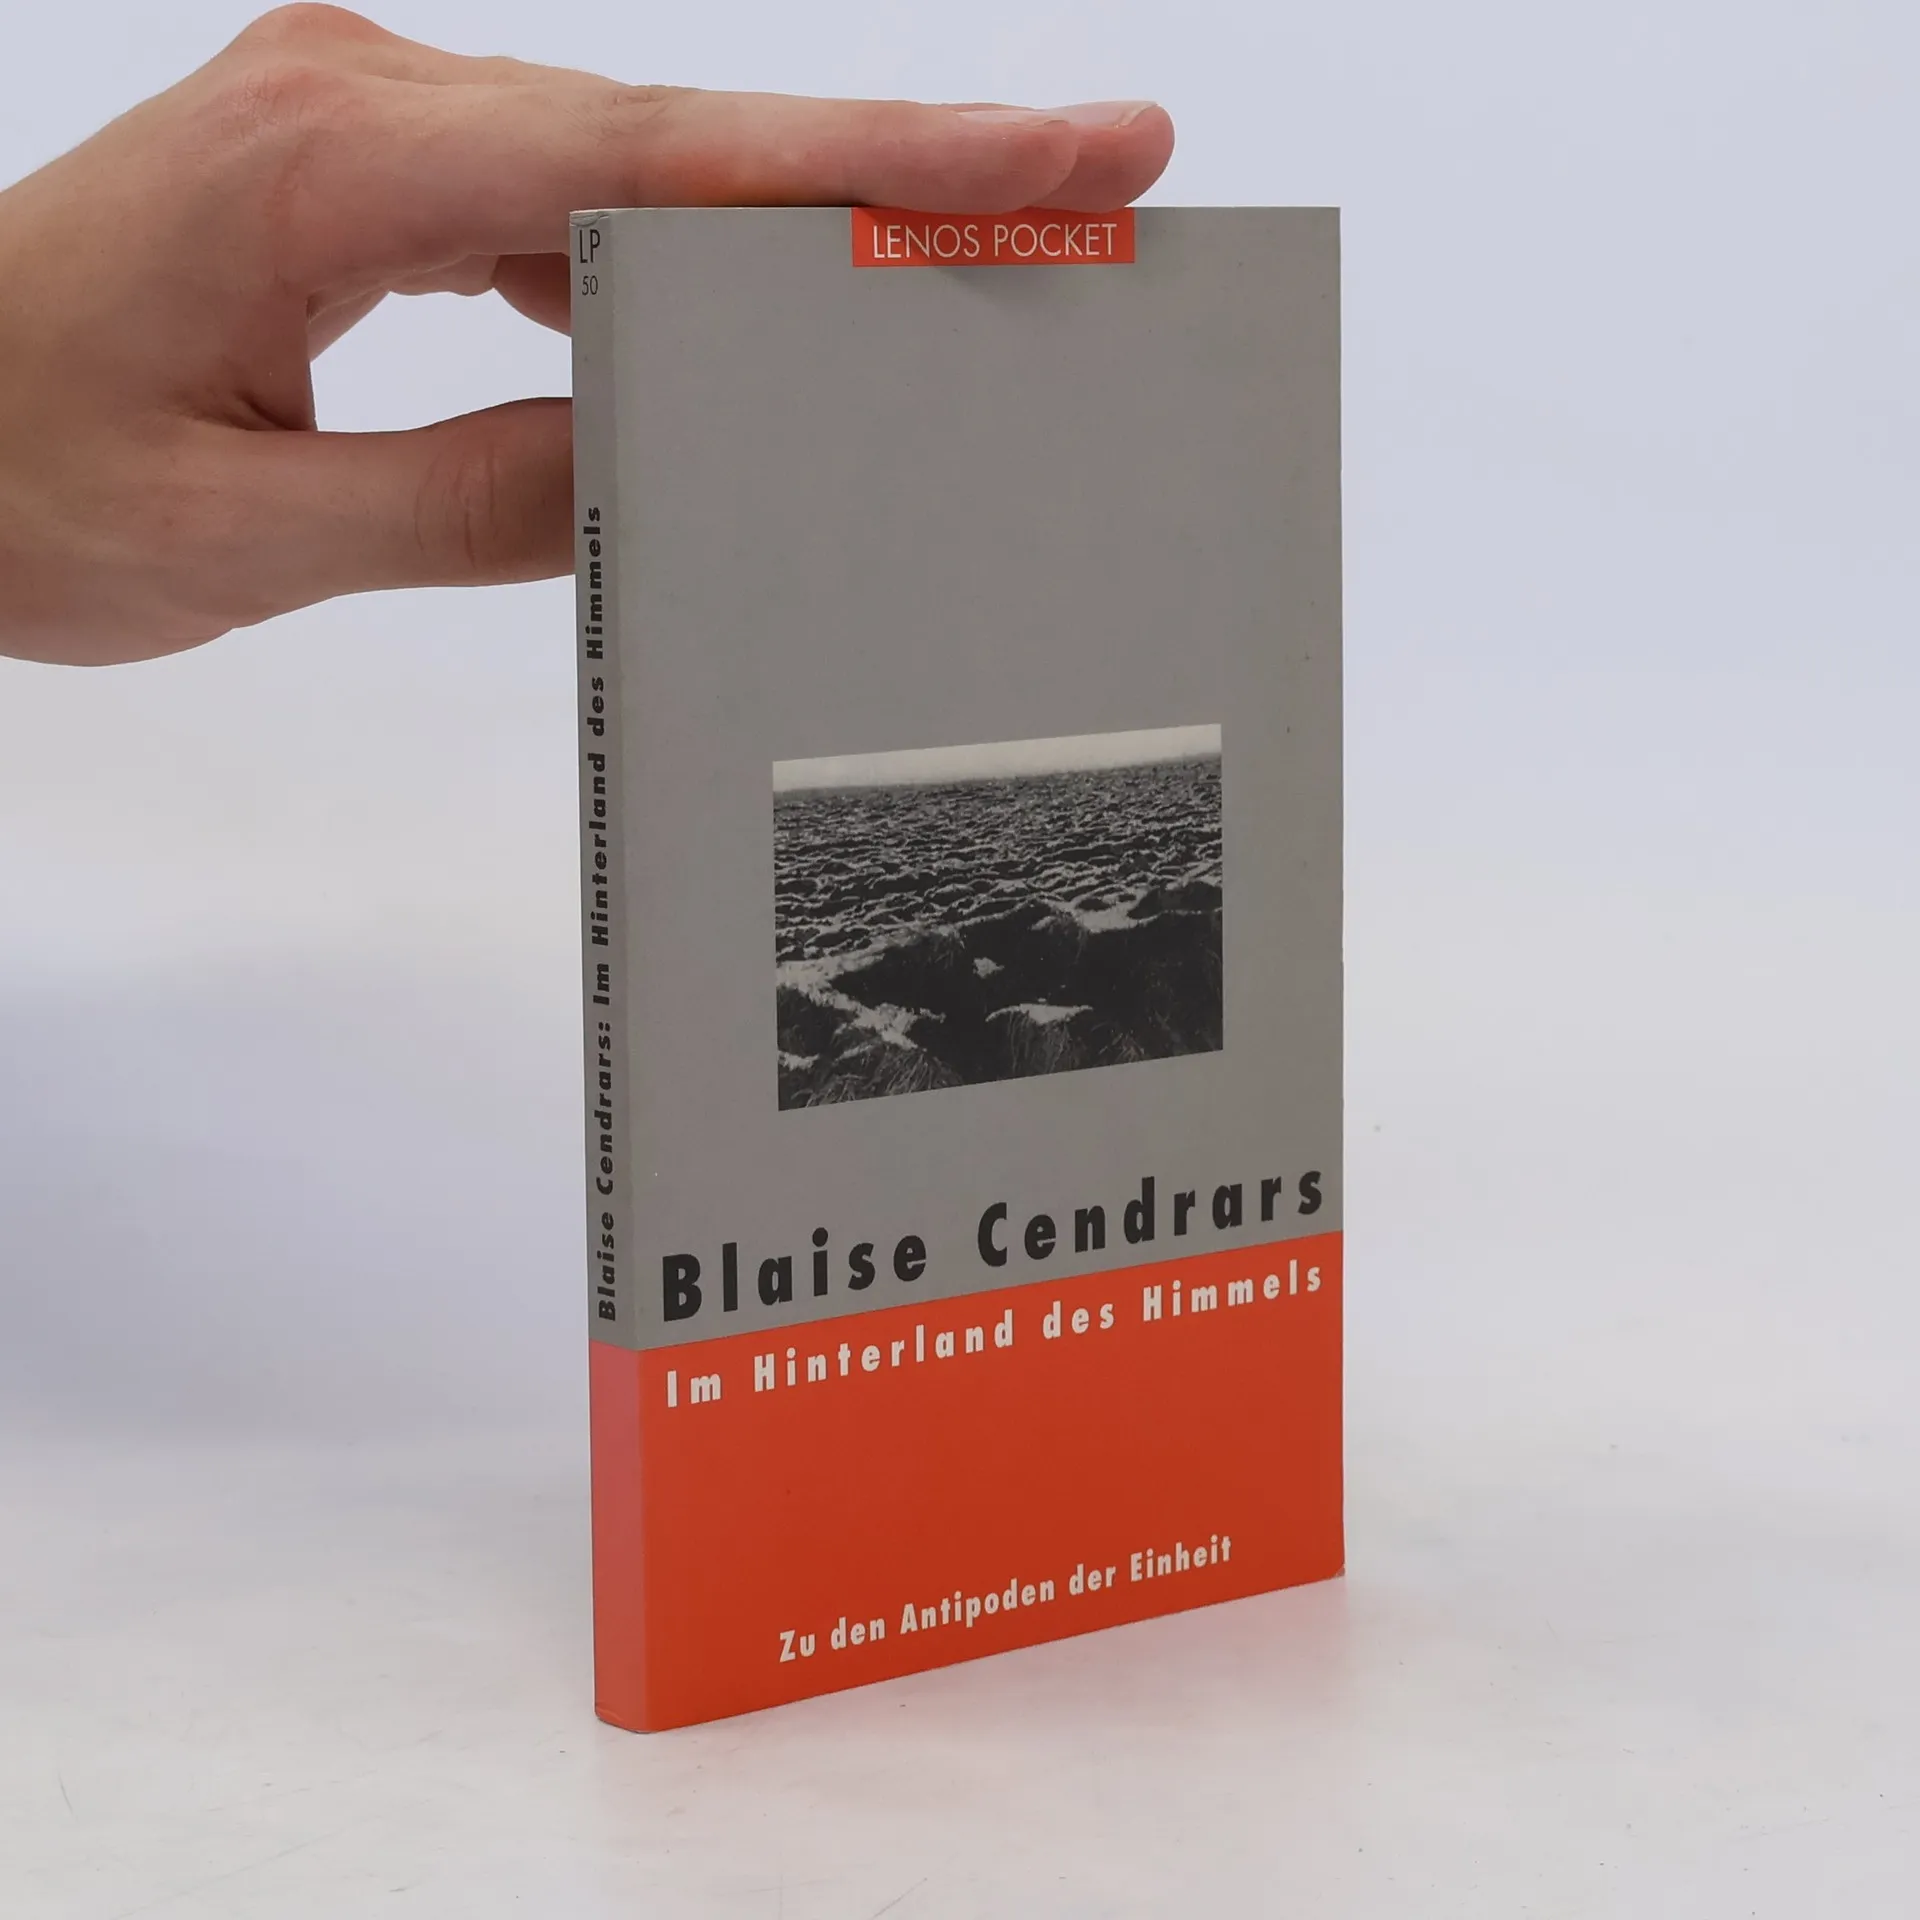 LP
50
Blaise Cendrars: Im Hinterland des Himmels
LENOS POCKET
Blaise Cendrars
Im Hinterland des Himmels
Zu den Antipoden der Einheit